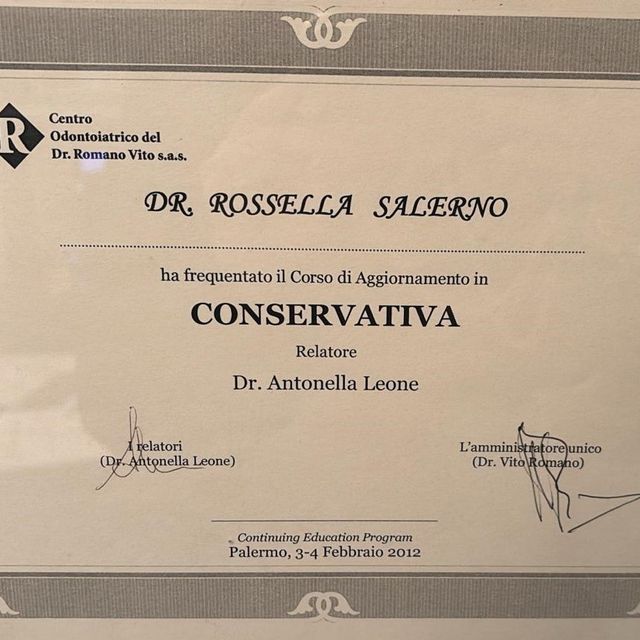 R
Centro
Odontoiatrico del
Dr. Romano Vito s.a.s.
DR. ROSSELLA SALERNO
ha frequentato il Corso di Aggiornamento in
CONSERVATIVA
Relatore
Dr. Antonella Leone
I relatori
(Dr. Antonella Leone)
L'amministratore unico
(Dr. Vito Romano)
Continuing Education Program
Palermo, 3-4 Febbraio 2012